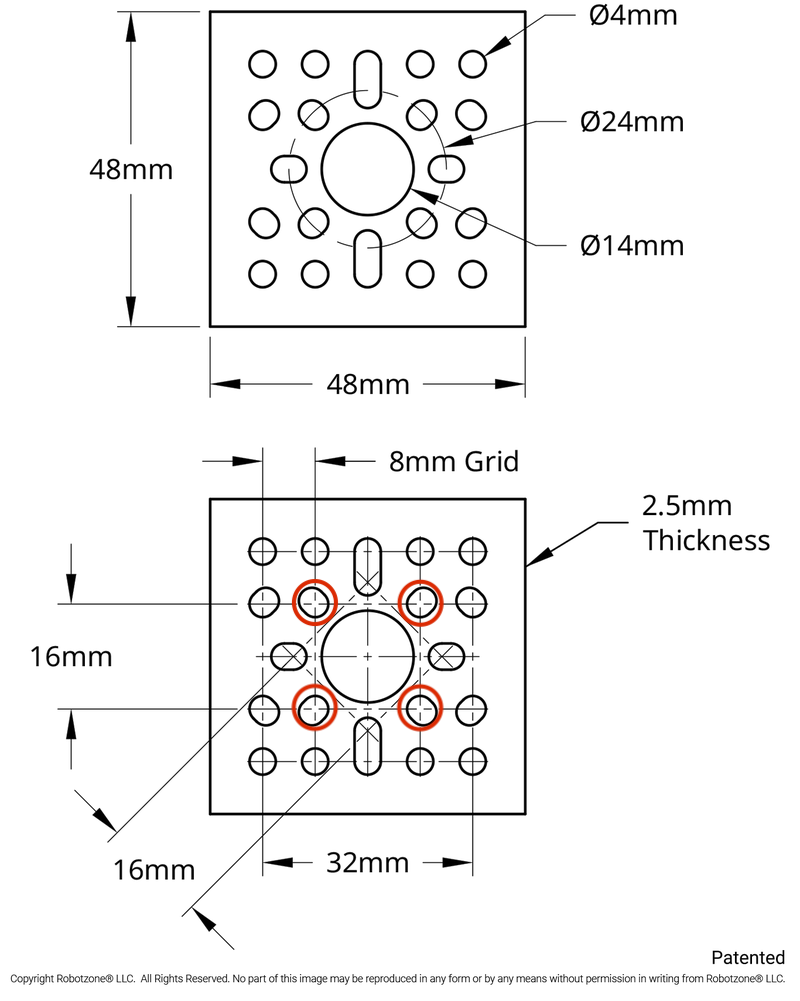 Ø4mm
Ø24mm
48mm
Ø14mm
48mm
8mm Grid
2.5mm
Thickness
16mm
32mm
16mm
Patented
Copyright Robotzone® LLC.  All Rights Reserved. No part of this image may be reproduced in any form or by any means without permission in writing from Robotzone® LLC.